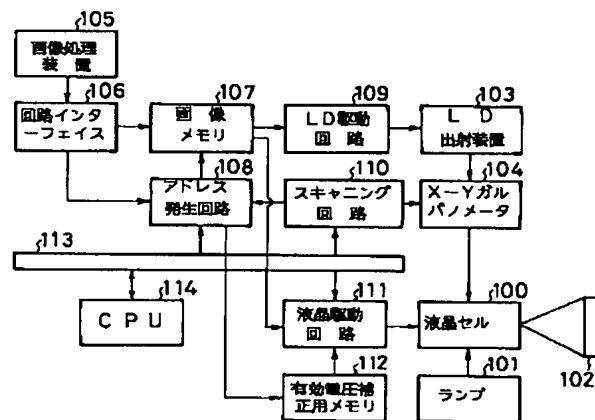 105
画像処理
装置
106
回路インタ
ーフェイス
107
画像
メモリ
109
LD駆動
回路
103
LD
出射装置
108
アドレス
発生回路
110
スキャニング
回路
104
X-Yガル
バノメータ
113
114
CPU
111
液晶駆動
回路
100
液晶セル
102
112
有効電圧補
正用メモリ
101
ランプ